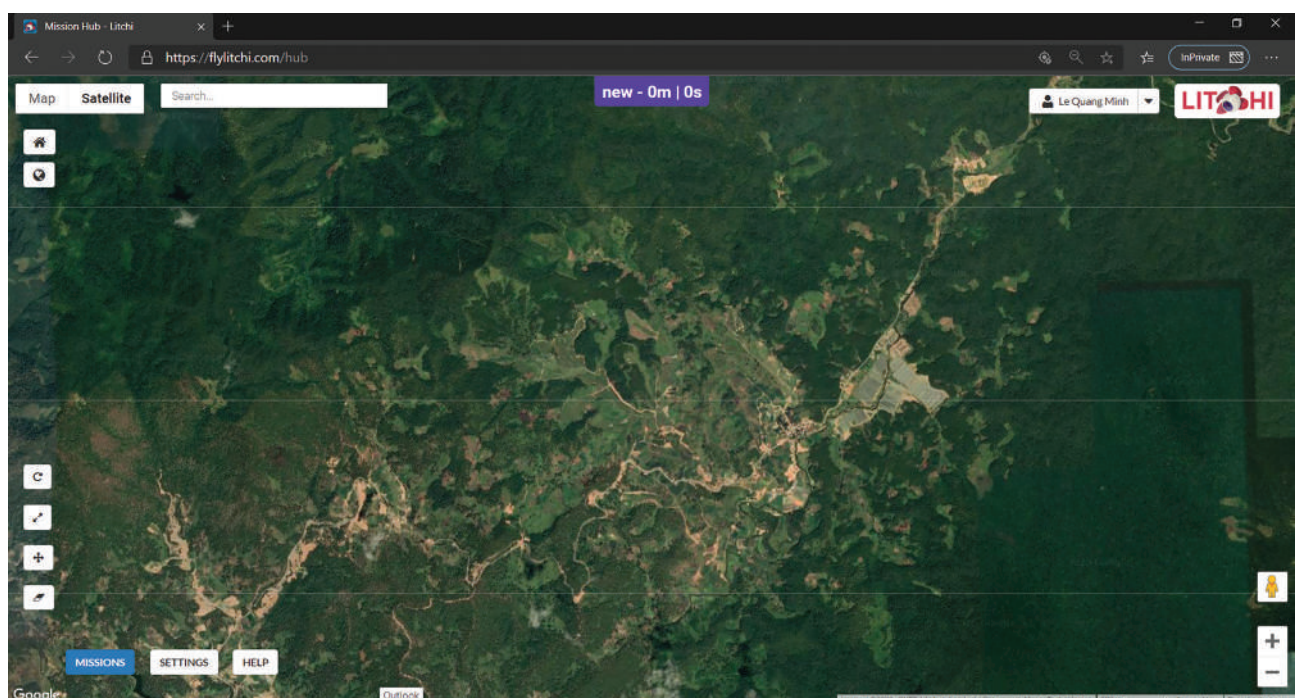 Mission Hub - Litchi
https://flylitchi.com/hub
InPrivate
Map Satellite Search... new - 0m | 0s Le Quang Minh LITCHI
MISSIONS SETTINGS HELP
Google
Outlook